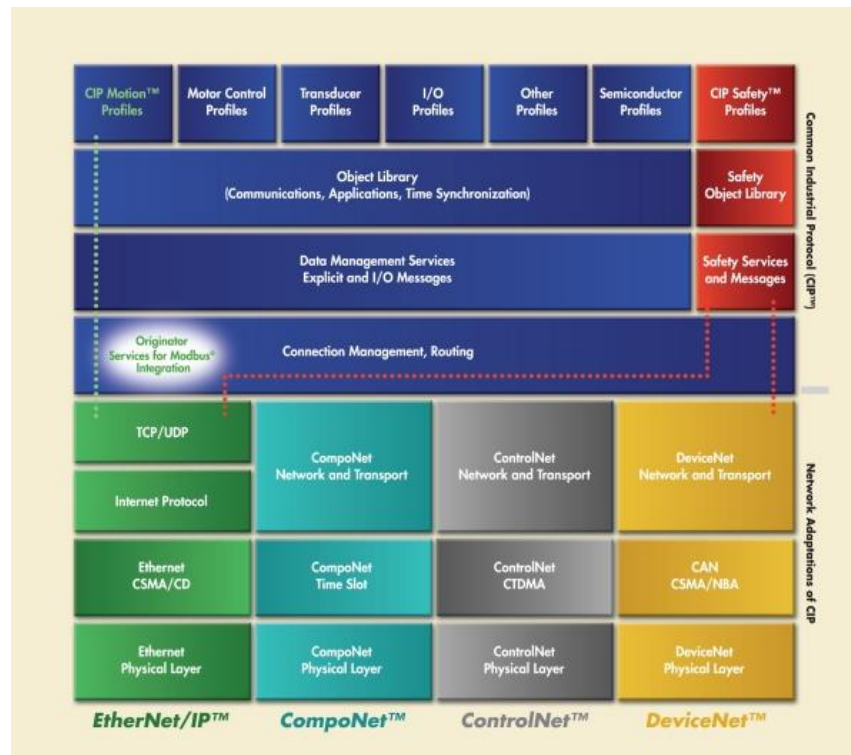 CIP Motion™
Profiles
Motor Control
Profiles
Transducer
Profiles
I/O
Profiles
Other
Profiles
Semiconductor
Profiles
CIP Safety™
Profiles
Object Library
(Communications, Applications, Time Synchronization)
Safety
Object Library
Data Management Services
Explicit and I/O Messages
Safety Services
and Messages
Originator
Services for Modbus®
Integration
Connection Management, Routing
Common Industrial Protocol (CIP™)
TCP/UDP
Internet Protocol
CompoNet
Network and Transport
ControlNet
Network and Transport
DeviceNet
Network and Transport
Ethernet
CSMA/CD
CompoNet
Time Slot
ControlNet
CTDMA
CAN
CSMA/NBA
Ethernet
Physical Layer
CompoNet
Physical Layer
ControlNet
Physical Layer
DeviceNet
Physical Layer
Network Adaptations of CIP
EtherNet/IP™
CompoNet™
ControlNet™
DeviceNet™